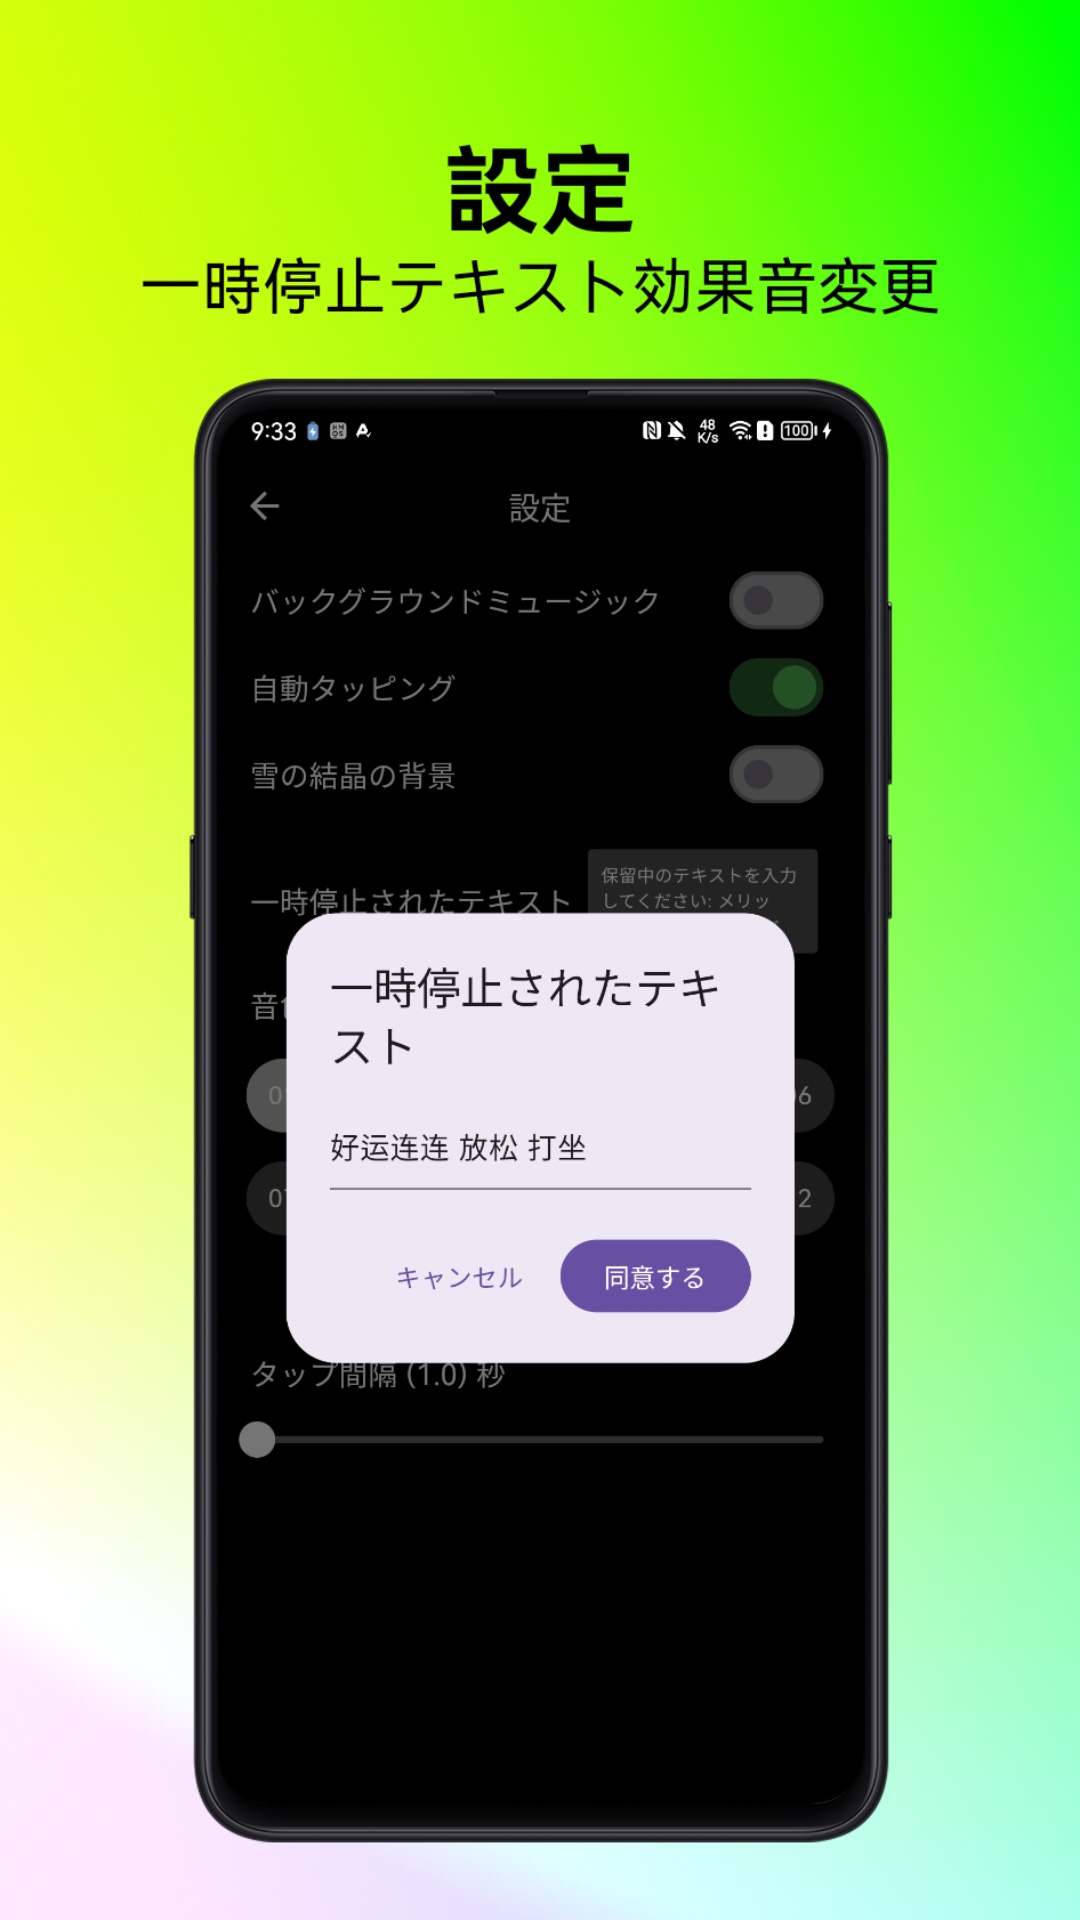 設定
一時停止テキスト効果音変更
9:33
48
K/s
100
設定
バックグラウンドミュージック
自動タッピング
雪の結晶の背景
一時停止されたテキスト
保留中のテキストを入力
してください: メリッ
一時停止されたテキ
スト
好运连连 放松 打坐
キャンセル
同意する
タップ間隔 (1.0) 秒